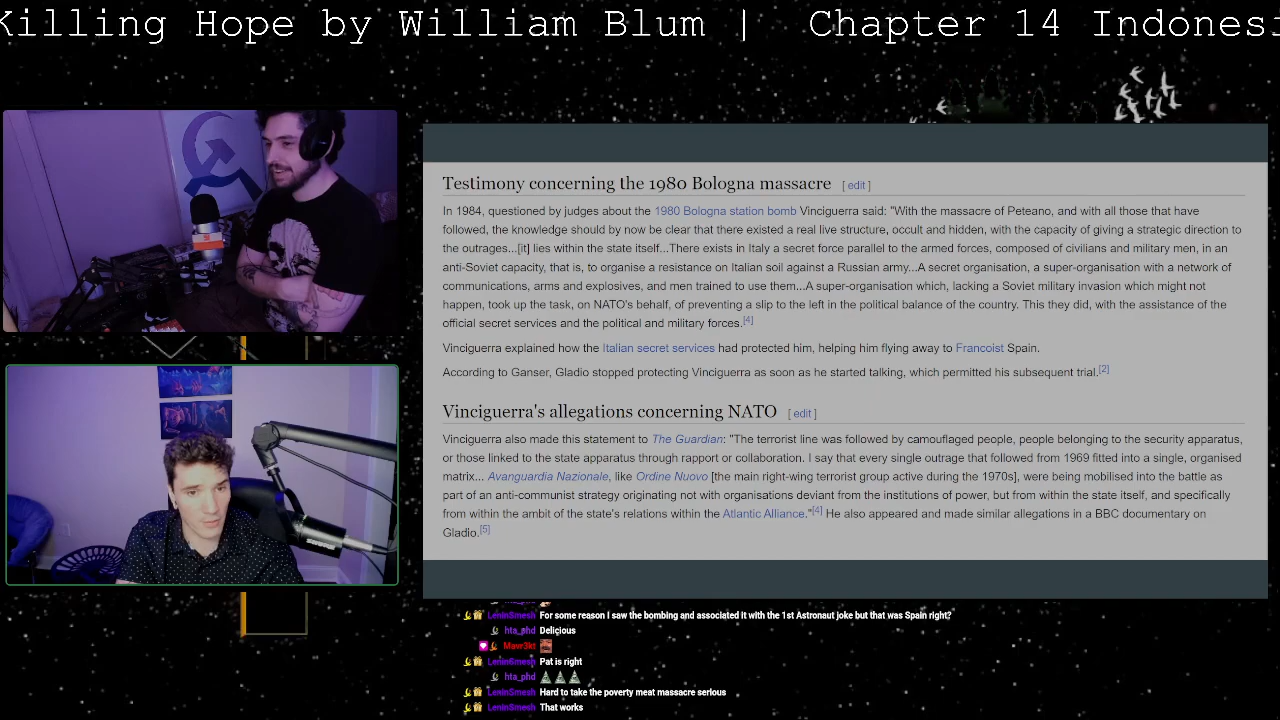 Killing Hope by William Blum | Chapter 14 Indonesi
Testimony concerning the 1980 Bologna massacre [ edit ]
In 1984, questioned by judges about the 1980 Bologna station bomb Vinciguerra said: "With the massacre of Peteano, and with all those that have
followed, the knowledge should by now be clear that there existed a real live structure, occult and hidden, with the capacity of giving a strategic direction to
the outrages...[it] lies within the state itself...There exists in Italy a secret force parallel to the armed forces, composed of civilians and military men, in an
anti-Soviet capacity, that is, to organise a resistance on Italian soil against a Russian army...A secret organisation, a super-organisation with a network of
communications, arms and explosives, and men trained to use them...A super-organisation which, lacking a Soviet military invasion which might not
happen, took up the task, on NATO's behalf, of preventing a slip to the left in the political balance of the country. This they did, with the assistance of the
official secret services and the political and military forces.[4]
Vinciguerra explained how the Italian secret services had protected him, helping him flying away to Francoist Spain.
According to Ganser, Gladio stopped protecting Vinciguerra as soon as he started talking, which permitted his subsequent trial.[2]
Vinciguerra's allegations concerning NATO [ edit ]
Vinciguerra also made this statement to The Guardian: "The terrorist line was followed by camouflaged people, people belonging to the security apparatus,
or those linked to the state apparatus through rapport or collaboration. I say that every single outrage that followed from 1969 fitted into a single, organised
matrix... Avanguardia Nazionale, like Ordine Nuovo [the main right-wing terrorist group active during the 1970s], were being mobilised into the battle as
part of an anti-communist strategy originating not with organisations deviant from the institutions of power, but from within the state itself, and specifically
from within the ambit of the state's relations within the Atlantic Alliance."[4] He also appeared and made similar allegations in a BBC documentary on
Gladio.[5]
LeninSmesh For some reason I saw the bombing and associated it with the 1st Astronaut joke but that was Spain right?
hta_phd Delicious
Mavr3kt
LeninSmesh Pat is right
hta_phd
LeninSmesh Hard to take the poverty meat massacre serious
LeninSmesh That works